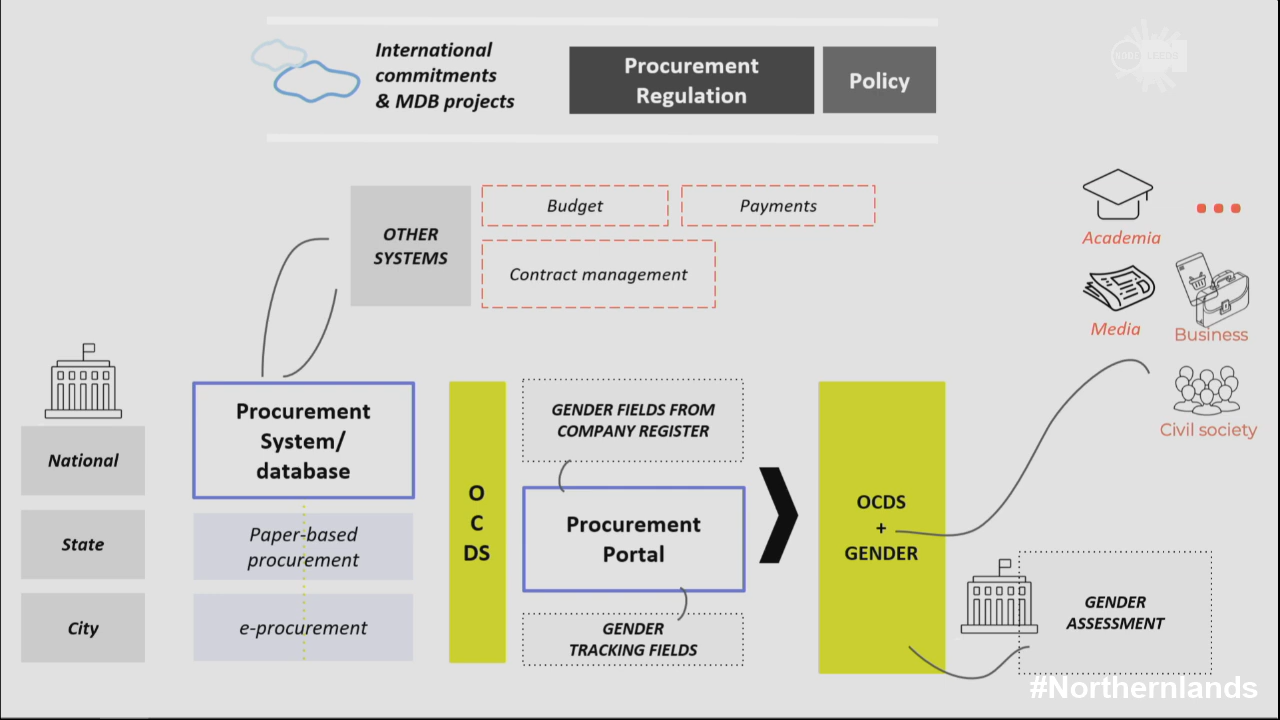 International
commitments
& MDB projects
Procurement
Regulation
Policy
OTHER
SYSTEMS
Budget
Payments
Contract management
Academia
Media
Business
Civil society
National
State
City
Procurement
System/
database
Paper-based
procurement
e-procurement
O
C
DS
GENDER FIELDS FROM
COMPANY REGISTER
Procurement
Portal
GENDER
TRACKING FIELDS
OCDS
+
GENDER
GENDER
ASSESSMENT
#Northernlands